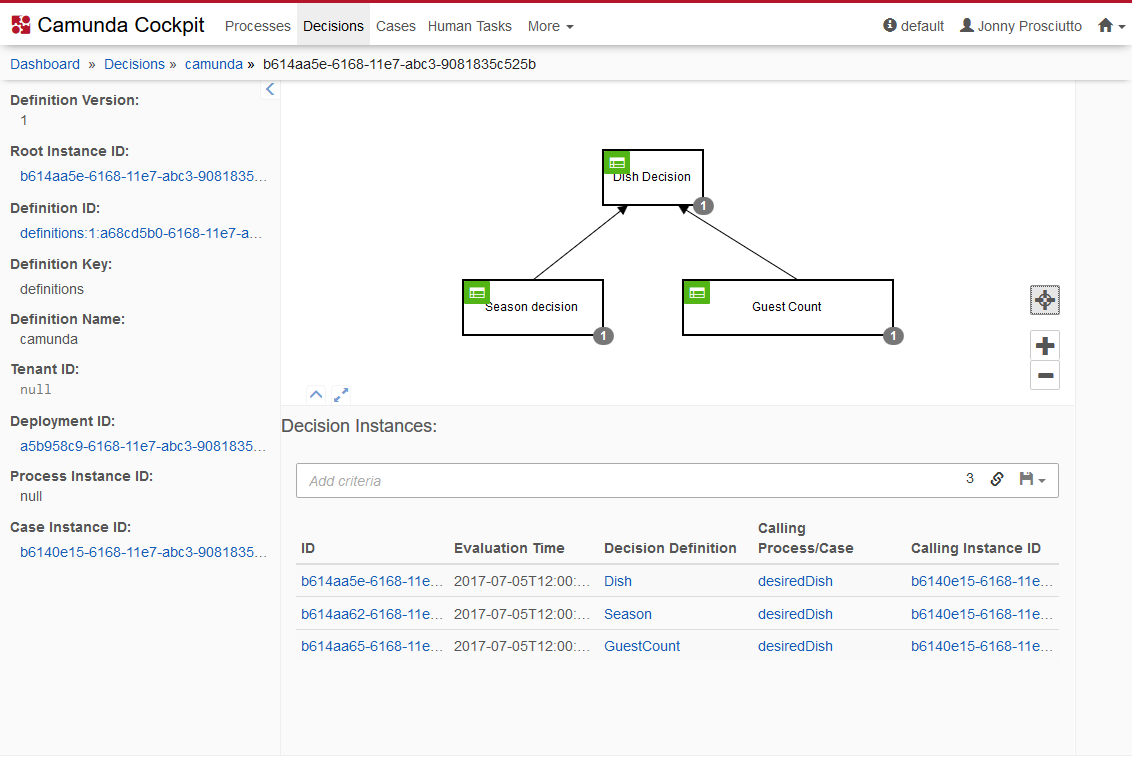 Camunda Cockpit Processes Decisions Cases Human Tasks More default Jonny Prosciutto
Dashboard » Decisions » camunda » b614aa5e-6168-11e7-abc3-9081835c525b
Definition Version:
1
Root Instance ID:
b614aa5e-6168-11e7-abc3-9081835...
Definition ID:
definitions:1:a68cd5b0-6168-11e7-a...
Definition Key:
definitions
Definition Name:
camunda
Tenant ID:
null
Deployment ID:
a5b958c9-6168-11e7-abc3-9081835...
Process Instance ID:
null
Case Instance ID:
b6140e15-6168-11e7-abc3-9081835...
Dish Decision
1
Season decision
1
Guest Count
1
Decision Instances:
Add criteria 3
ID Evaluation Time Decision Definition Calling Process/Case Calling Instance ID
b614aa5e-6168-11e... 2017-07-05T12:00:... Dish desiredDish b6140e15-6168-11e...
b614aa62-6168-11e... 2017-07-05T12:00:... Season desiredDish b6140e15-6168-11e...
b614aa65-6168-11e... 2017-07-05T12:00:... GuestCount desiredDish b6140e15-6168-11e...